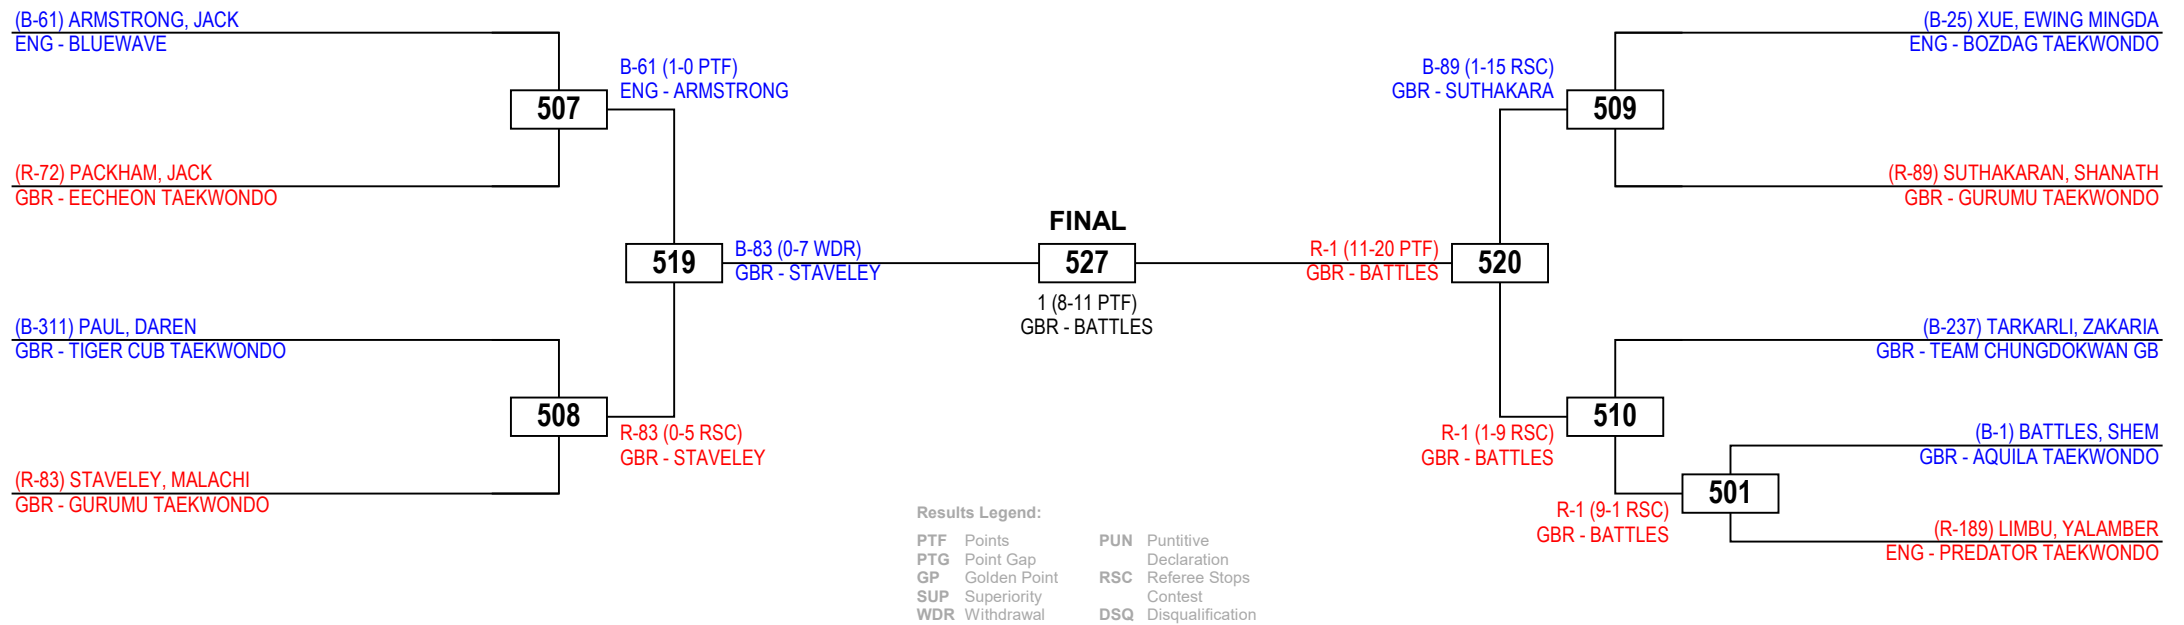 (B-61) ARMSTRONG, JACK
ENG - BLUEWAVE
B-61 (1-0 PTF)
ENG - ARMSTRONG
507
(R-72) PACKHAM, JACK
GBR - EECHEON TAEKWONDO
519
B-83 (0-7 WDR)
GBR - STAVELEY
(B-311) PAUL, DAREN
GBR - TIGER CUB TAEKWONDO
508
R-83 (0-5 RSC)
GBR - STAVELEY
(R-83) STAVELEY, MALACHI
GBR - GURUMU TAEKWONDO
FINAL
527
1 (8-11 PTF)
GBR - BATTLES
(B-25) XUE, EWING MINGDA
ENG - BOZDAG TAEKWONDO
B-89 (1-15 RSC)
GBR - SUTHAKARA
509
(R-89) SUTHAKARAN, SHANATH
GBR - GURUMU TAEKWONDO
R-1 (11-20 PTF)
GBR - BATTLES
520
(B-237) TARKARLI, ZAKARIA
GBR - TEAM CHUNGDOKWAN GB
510
R-1 (1-9 RSC)
GBR - BATTLES
(B-1) BATTLES, SHEM
GBR - AQUILA TAEKWONDO
501
R-1 (9-1 RSC)
GBR - BATTLES
(R-189) LIMBU, YALAMBER
ENG - PREDATOR TAEKWONDO
Results Legend:
PTF Points
PTG Point Gap
GP Golden Point
SUP Superiority
WDR Withdrawal
PUN Puntitive
Declaration
RSC Referee Stops
Contest
DSQ Disqualification